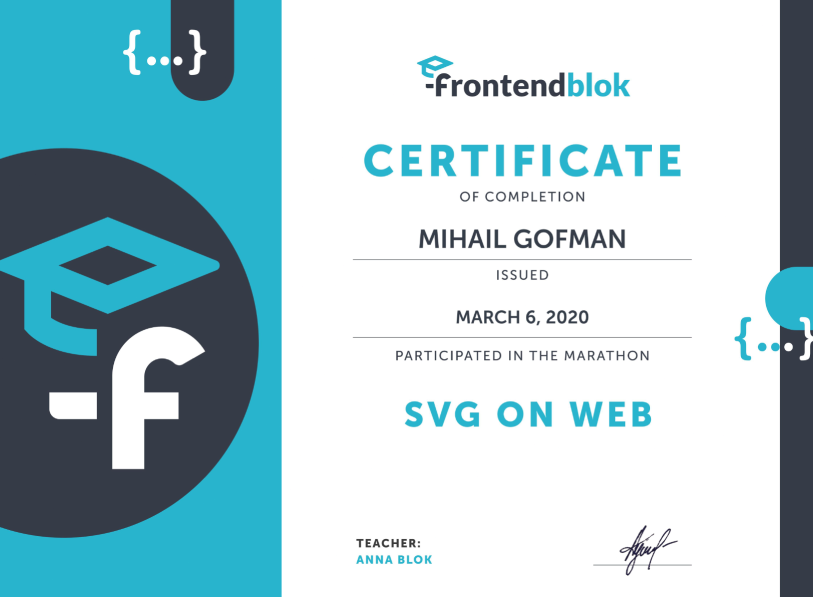 {...}
frontendblok
CERTIFICATE
OF COMPLETION
MIHAIL GOFMAN
ISSUED
MARCH 6, 2020
PARTICIPATED IN THE MARATHON
{...}
SVG ON WEB
TEACHER:
ANNA BLOK